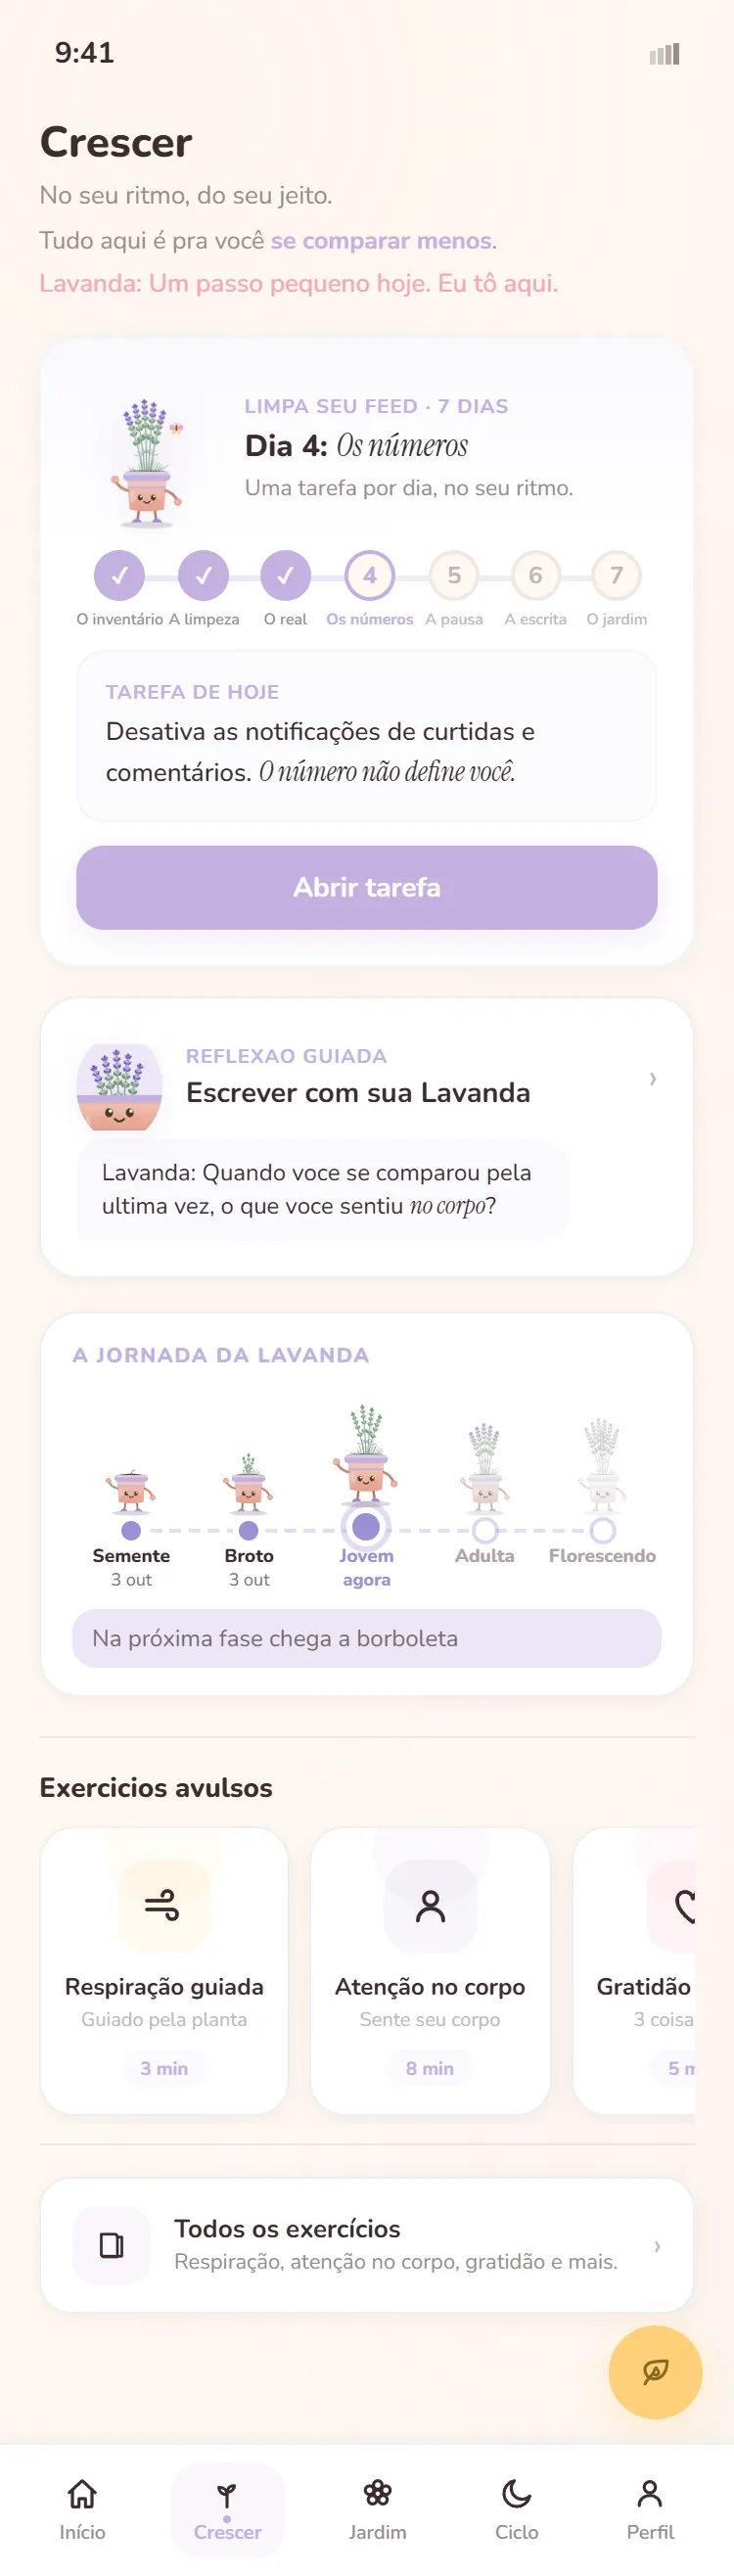 9:41
Crescer
No seu ritmo, do seu jeito.
Tudo aqui é pra você se comparar menos.
Lavanda: Um passo pequeno hoje. Eu tô aqui.
LIMPA SEU FEED · 7 DIAS
Dia 4: Os números
Uma tarefa por dia, no seu ritmo.
✓ ✓ ✓ 4 5 6 7
O inventário A limpeza O real Os números A pausa A escrita O jardim
TAREFA DE HOJE
Desativa as notificações de curtidas e
comentários. O número não define você.
Abrir tarefa
REFLEXAO GUIADA
Escrever com sua Lavanda
Lavanda: Quando voce se comparou pela
ultima vez, o que voce sentiu no corpo?
A JORNADA DA LAVANDA
Semente Broto Jovem Adulta Florescendo
3 out 3 out agora
Na próxima fase chega a borboleta
Exercicios avulsos
Respiração guiada
Guiado pela planta
3 min
Atenção no corpo
Sente seu corpo
8 min
Gratidão
3 coisa
5 m
Todos os exercícios
Respiração, atenção no corpo, gratidão e mais.
Início Crescer Jardim Ciclo Perfil